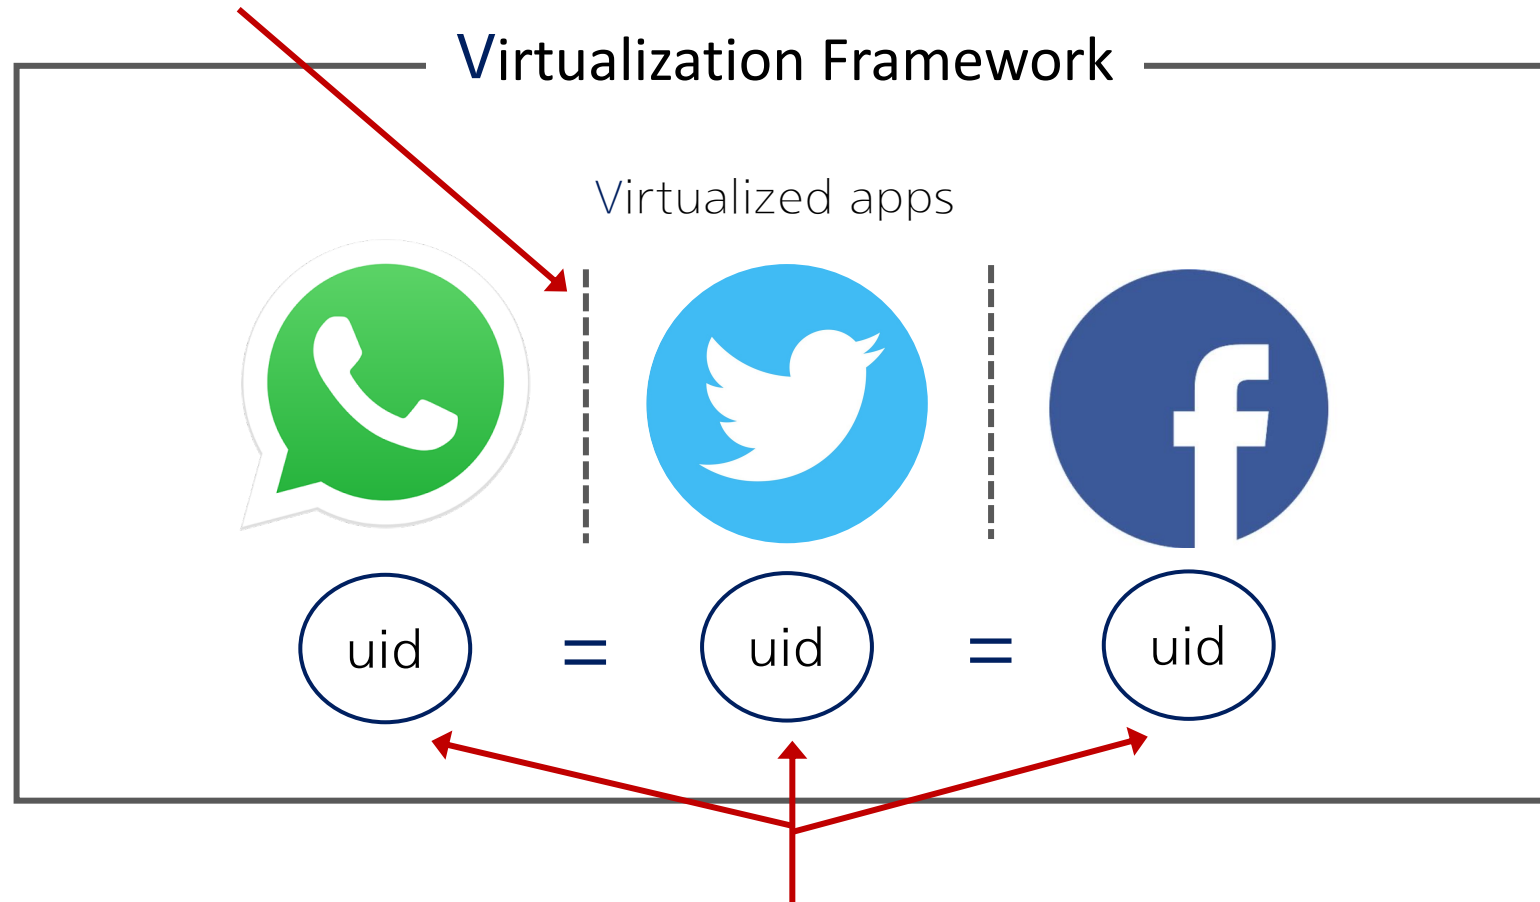 Virtualization Framework
Virtualized apps
uid = uid = uid